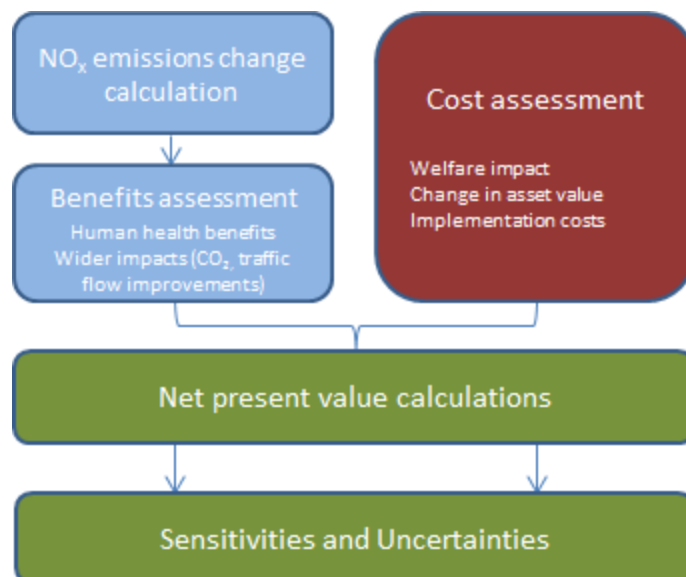 NOₓ emissions change
calculation
Cost assessment
Welfare impact
Change in asset value
Implementation costs
Benefits assessment
Human health benefits
Wider impacts (CO₂, traffic
flow improvements)
Net present value calculations
Sensitivities and Uncertainties